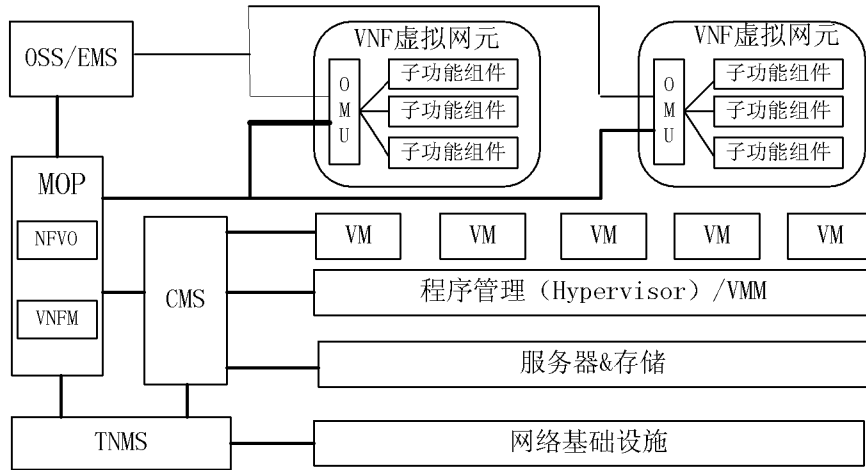 OSS/EMS
VNF虚拟网元
OMU
子功能组件
子功能组件
子功能组件
VNF虚拟网元
OMU
子功能组件
子功能组件
子功能组件
MOP
NFVO
VNFM
CMS
VM
VM
VM
VM
VM
程序管理（Hypervisor）/VMM
服务器&存储
TNMS
网络基础设施